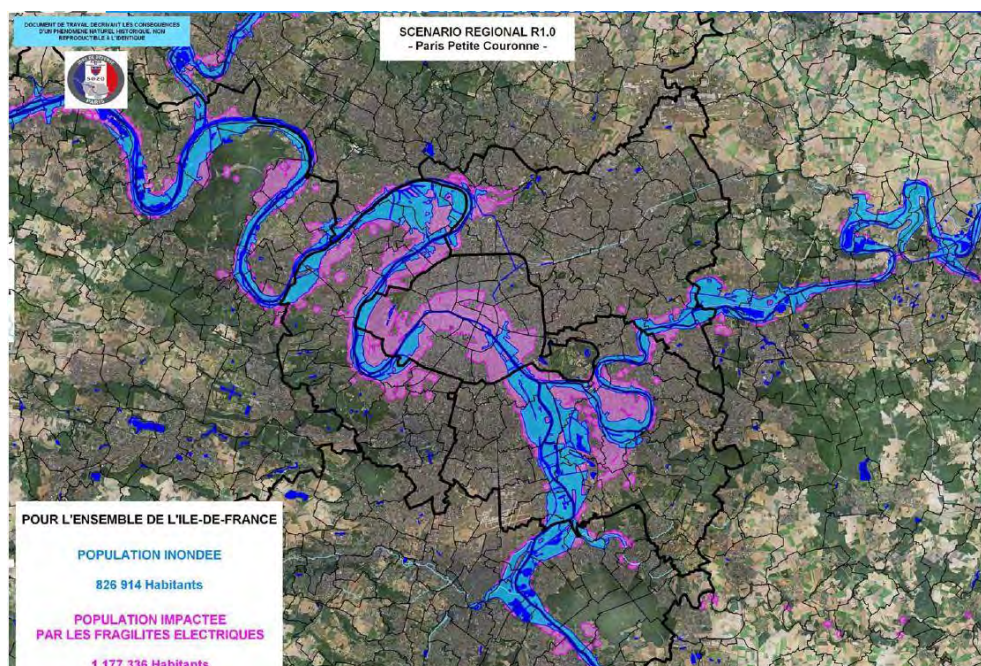 DOCUMENT DE TRAVAIL DECRIVANT LES CONSEQUENCES
D'UN PHENOMENE NATUREL HISTORIQUE, NON
REPRODUCTIBLE A L'IDENTIQUE
SCENARIO REGIONAL R1.0
- Paris Petite Couronne -
PARIS
POUR L'ENSEMBLE DE L'ILE-DE-FRANCE
POPULATION INONDEE
826 914 Habitants
POPULATION IMPACTEE
PAR LES FRAGILITES ELECTRIQUES
1 177 336 Habitants